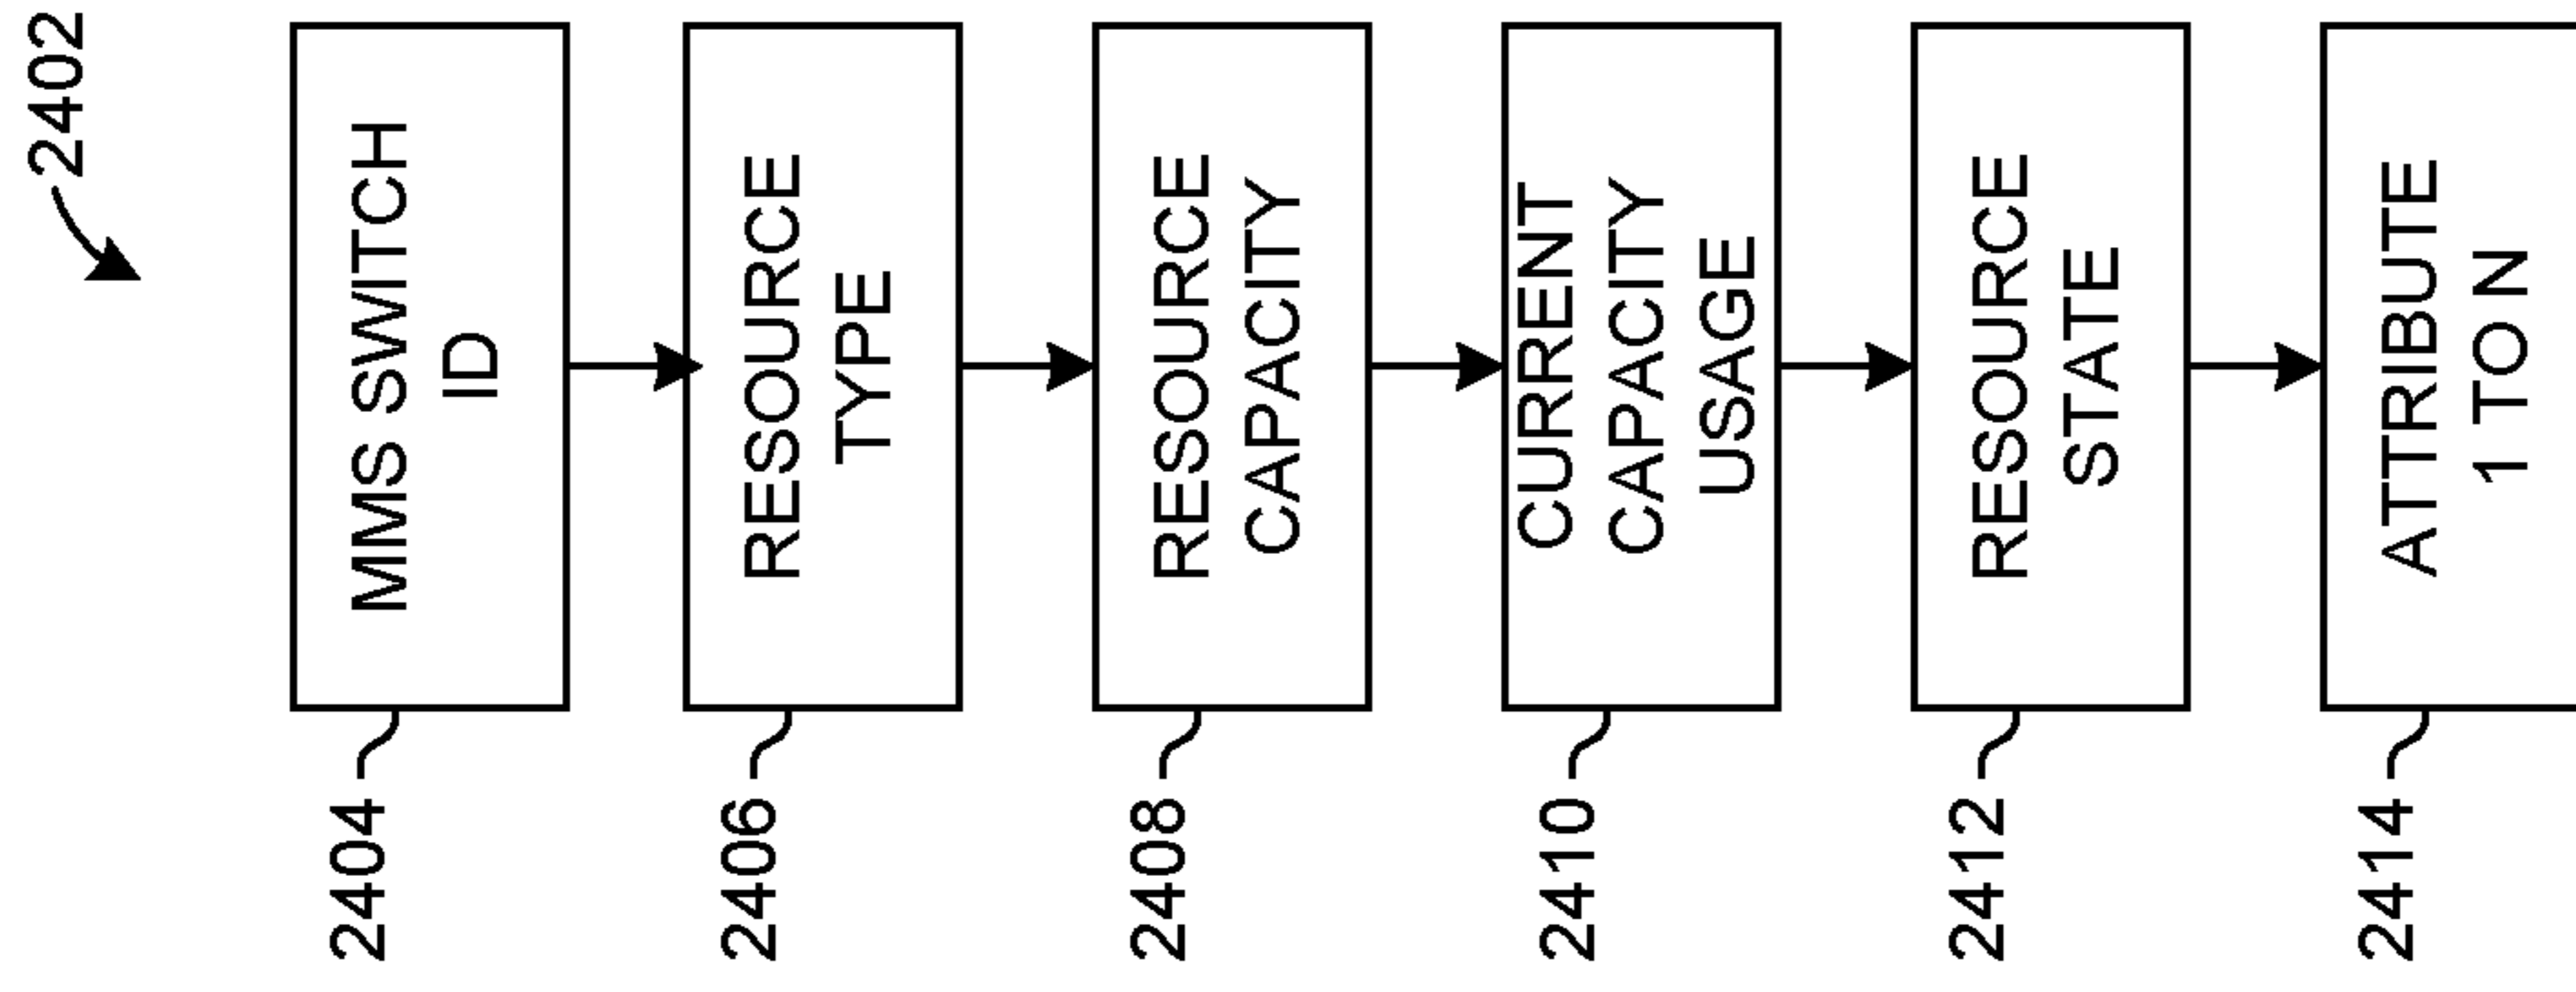 2402
2404
MMS SWITCH
ID
2406
RESOURCE
TYPE
2408
RESOURCE
CAPACITY
2410
CURRENT
CAPACITY
USAGE
2412
RESOURCE
STATE
2414
ATTRIBUTE
1 TO N